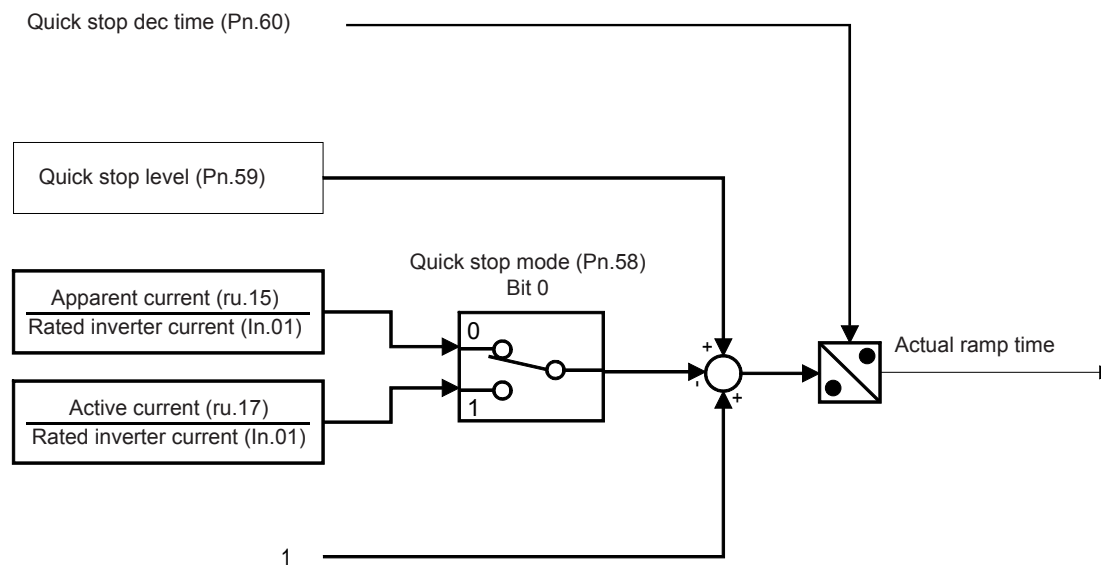 Quick stop dec time (Pn.60)
Quick stop level (Pn.59)
Quick stop mode (Pn.58)
Bit 0
Apparent current (ru.15)
Rated inverter current (In.01)
0
1
Active current (ru.17)
Rated inverter current (In.01)
+
-
+
Actual ramp time
1